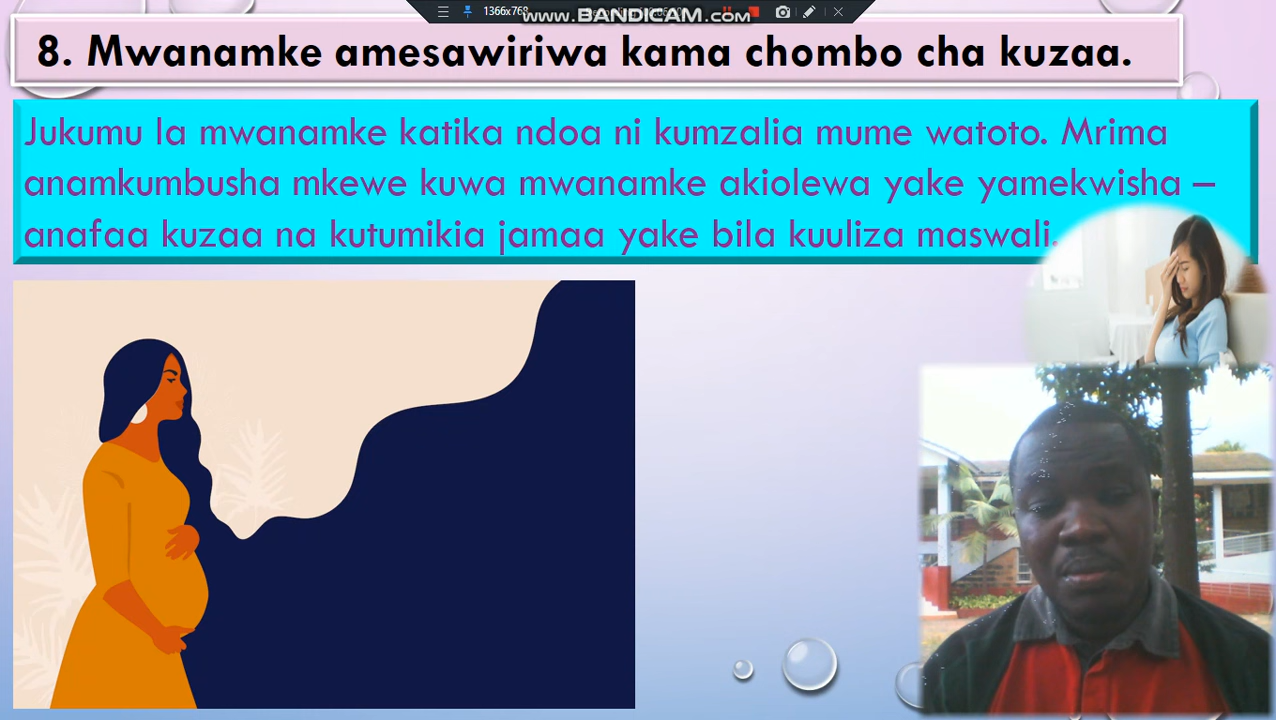 1366x768
www.BANDICAM.com
8. Mwanamke amesawiriwa kama chombo cha kuzaa.
Jukumu la mwanamke katika ndoa ni kumzalia mume watoto. Mrima
anamkumbusha mkewe kuwa mwanamke akiolewa yake yamekwisha –
anafaa kuzaa na kutumikia jamaa yake bila kuuliza maswali.